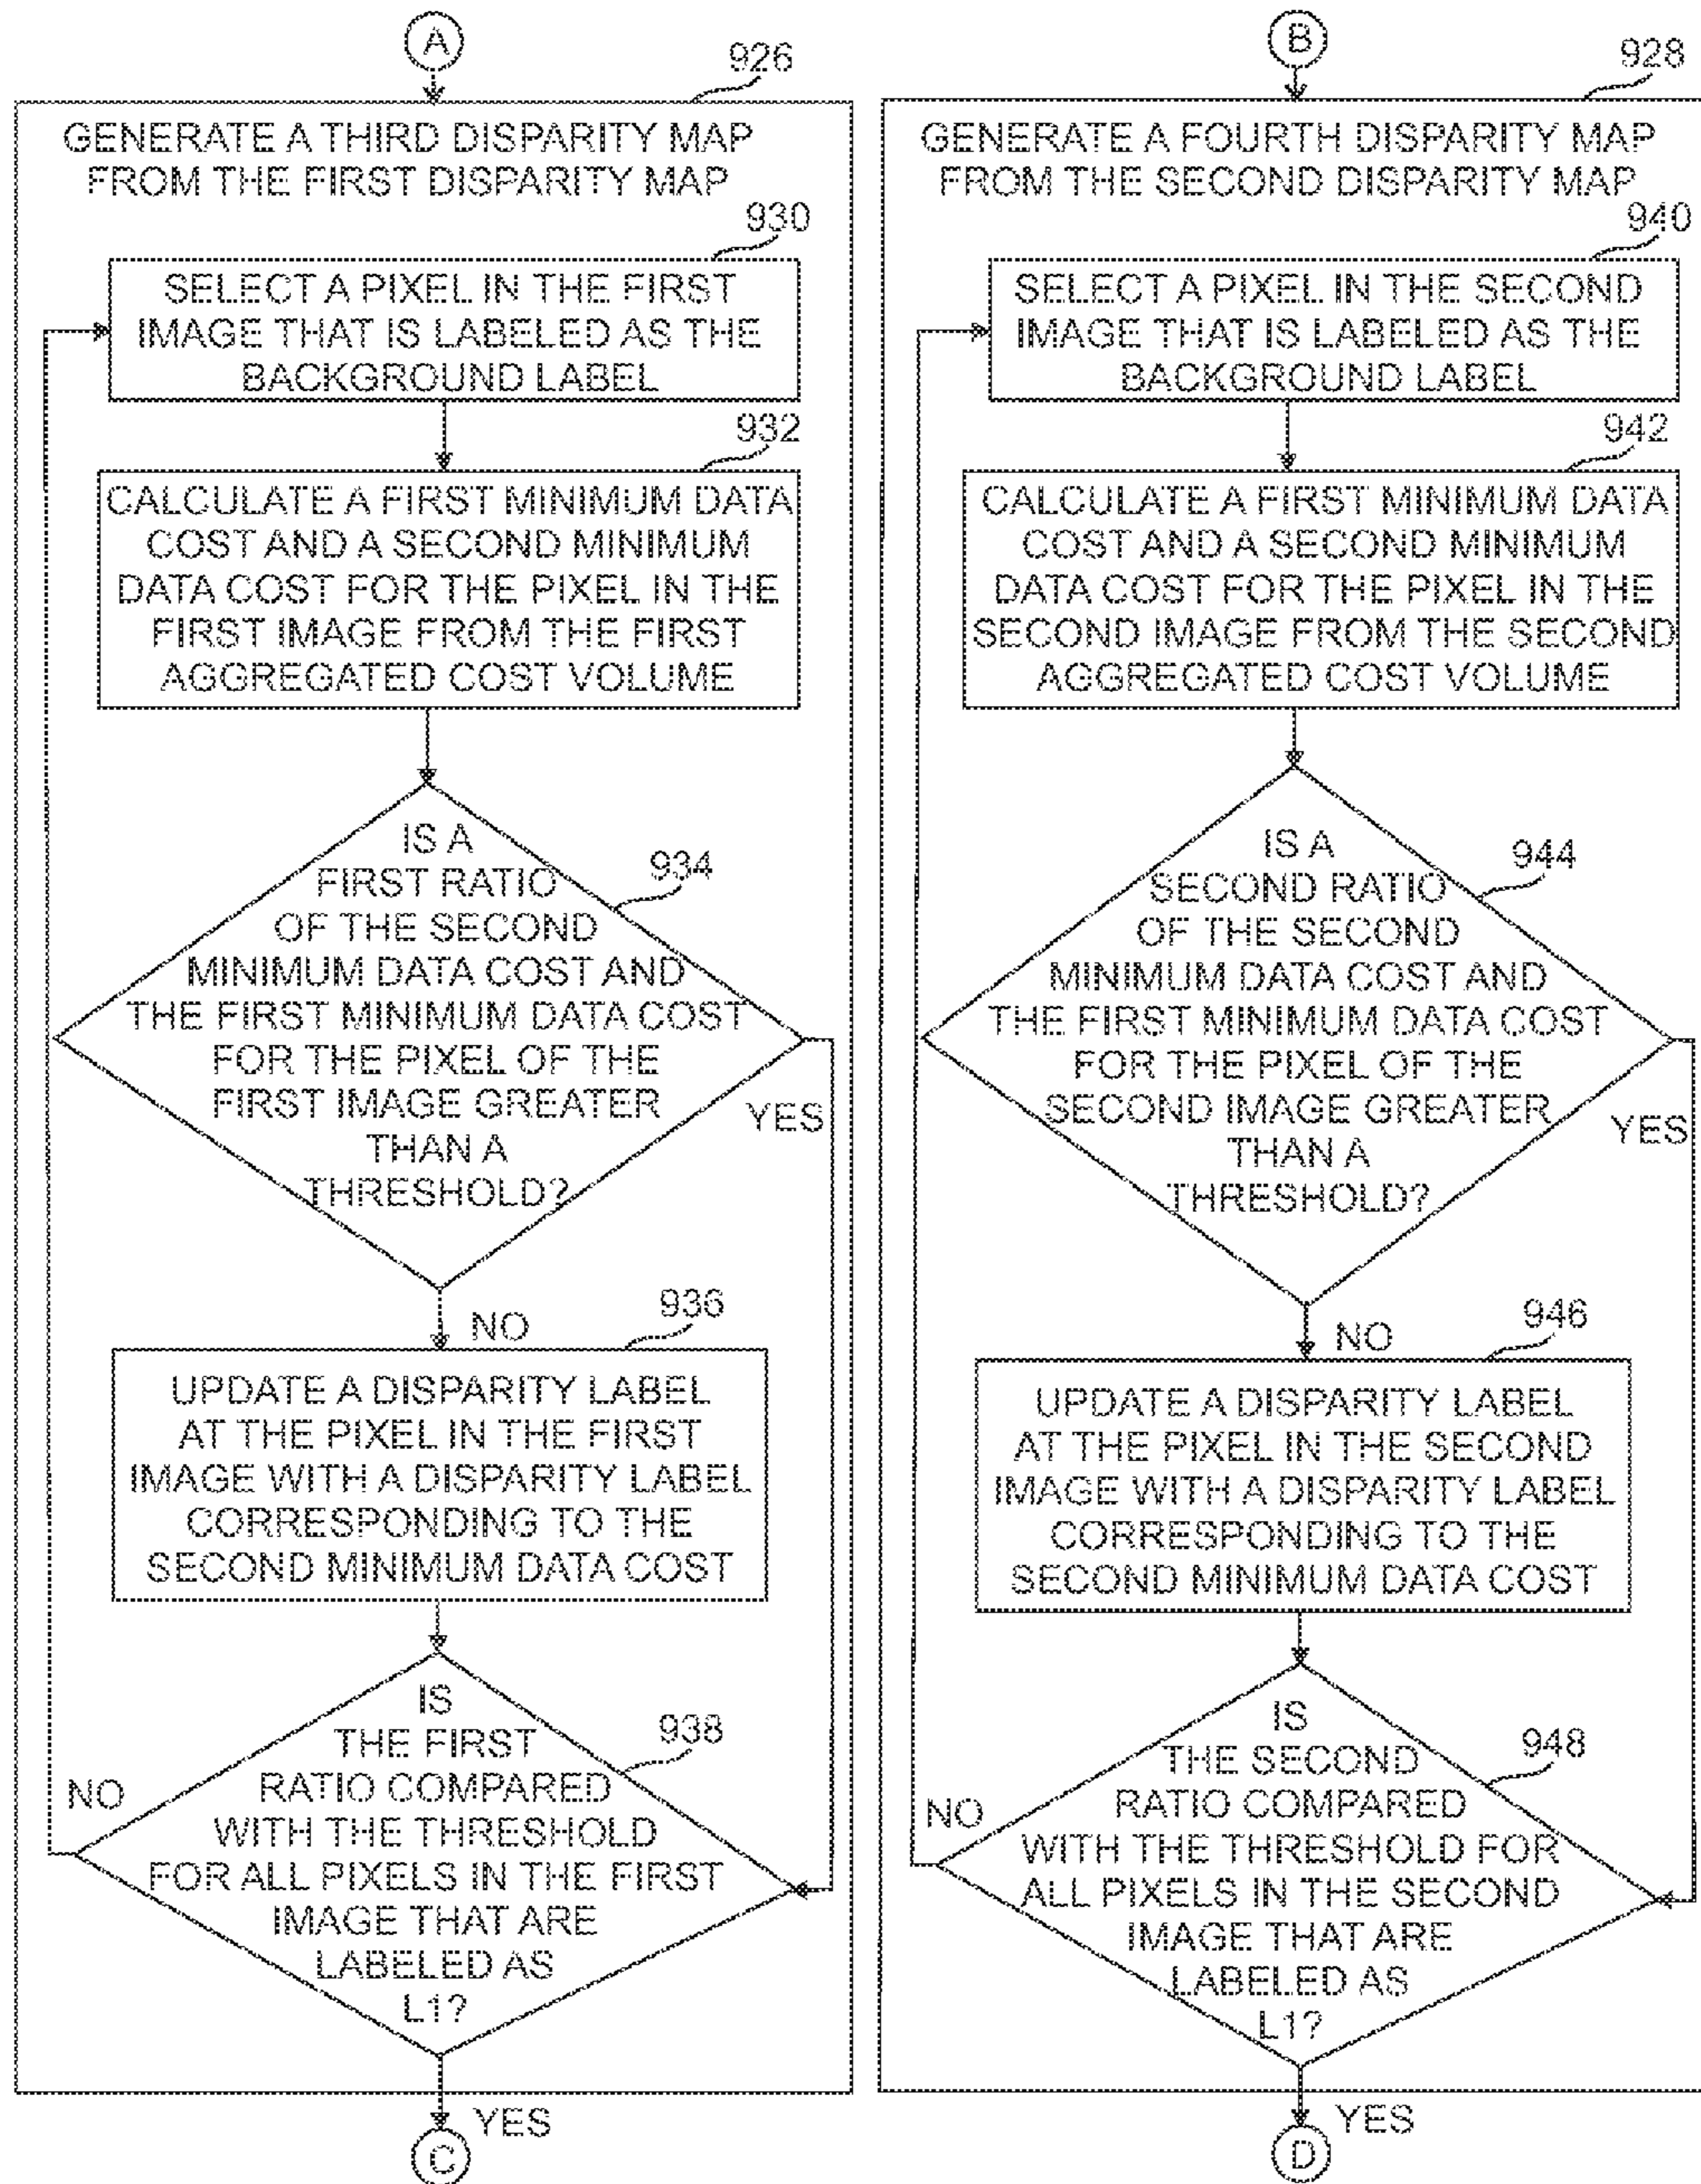 A
926
GENERATE A THIRD DISPARITY MAP
FROM THE FIRST DISPARITY MAP
930
SELECT A PIXEL IN THE FIRST
IMAGE THAT IS LABELED AS THE
BACKGROUND LABEL
932
CALCULATE A FIRST MINIMUM DATA
COST AND A SECOND MINIMUM
DATA COST FOR THE PIXEL IN THE
FIRST IMAGE FROM THE FIRST
AGGREGATED COST VOLUME
934
IS A
FIRST RATIO
OF THE SECOND
MINIMUM DATA COST AND
THE FIRST MINIMUM DATA COST
FOR THE PIXEL OF THE
FIRST IMAGE GREATER
THAN A
THRESHOLD?
YES
NO
936
UPDATE A DISPARITY LABEL
AT THE PIXEL IN THE FIRST
IMAGE WITH A DISPARITY LABEL
CORRESPONDING TO THE
SECOND MINIMUM DATA COST
938
IS
THE FIRST
RATIO COMPARED
WITH THE THRESHOLD
FOR ALL PIXELS IN THE FIRST
IMAGE THAT ARE
LABELED AS
L1?
NO
YES
C
B
928
GENERATE A FOURTH DISPARITY MAP
FROM THE SECOND DISPARITY MAP
940
SELECT A PIXEL IN THE SECOND
IMAGE THAT IS LABELED AS THE
BACKGROUND LABEL
942
CALCULATE A FIRST MINIMUM DATA
COST AND A SECOND MINIMUM
DATA COST FOR THE PIXEL IN THE
SECOND IMAGE FROM THE SECOND
AGGREGATED COST VOLUME
944
IS A
SECOND RATIO
OF THE SECOND
MINIMUM DATA COST AND
THE FIRST MINIMUM DATA COST
FOR THE PIXEL OF THE
SECOND IMAGE GREATER
THAN A
THRESHOLD?
YES
NO
946
UPDATE A DISPARITY LABEL
AT THE PIXEL IN THE SECOND
IMAGE WITH A DISPARITY LABEL
CORRESPONDING TO THE
SECOND MINIMUM DATA COST
948
IS
THE SECOND
RATIO COMPARED
WITH THE THRESHOLD FOR
ALL PIXELS IN THE SECOND
IMAGE THAT ARE
LABELED AS
L1?
NO
YES
D